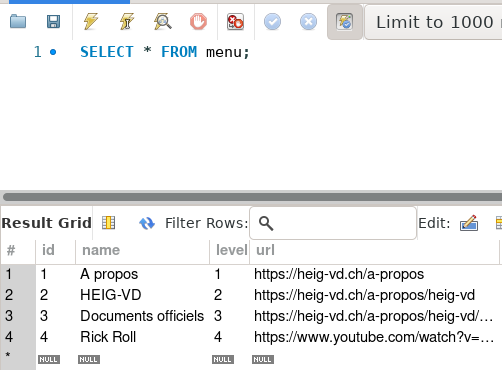 Limit to 1000
1 SELECT * FROM menu;
Result Grid Filter Rows: Edit:
# id name level url
1 1 A propos 1 https://heig-vd.ch/a-propos
2 2 HEIG-VD 2 https://heig-vd.ch/a-propos/heig-vd
3 3 Documents officiels 3 https://heig-vd.ch/a-propos/heig-vd/...
4 4 Rick Roll 4 https://www.youtube.com/watch?v=...
* NULL NULL NULL NULL